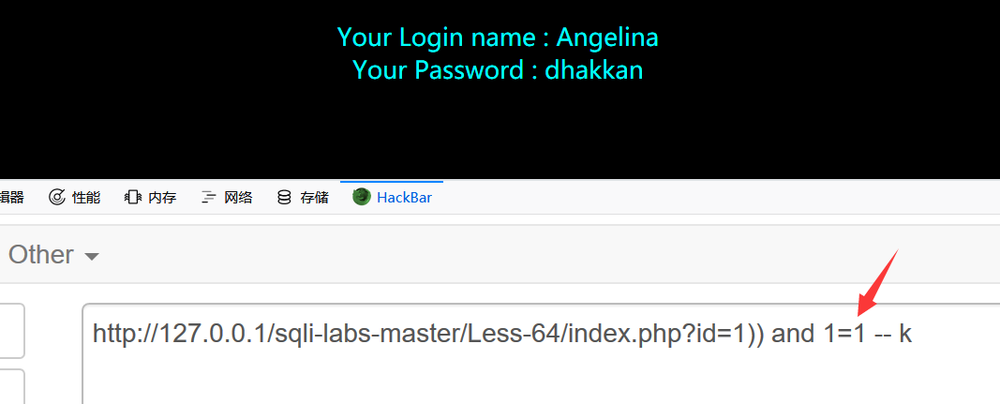 Your Login name : Angelina
Your Password : dhakkan
辑器 性能 内存 网络 存储 HackBar
Other
http://127.0.0.1/sqli-labs-master/Less-64/index.php?id=1)) and 1=1 -- k